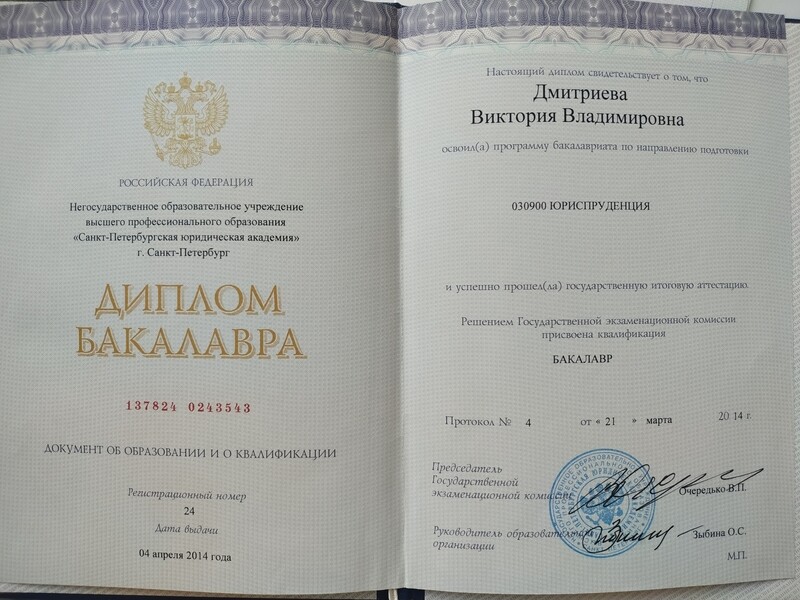 РОССИЙСКАЯ ФЕДЕРАЦИЯ
Негосударственное образовательное учреждение
высшего профессионального образования
«Санкт-Петербургская юридическая академия»
г. Санкт-Петербург
ДИПЛОМ
БАКАЛАВРА
137824 0243543
ДОКУМЕНТ ОБ ОБРАЗОВАНИИ И О КВАЛИФИКАЦИИ
Регистрационный номер
24
Дата выдачи
04 апреля 2014 года
Настоящий диплом свидетельствует о том, что
Дмитриева
Виктория Владимировна
освоил(а) программу бакалавриата по направлению подготовки
030900 ЮРИСПРУДЕНЦИЯ
и успешно прошел(ла) государственную итоговую аттестацию
Решением Государственной экзаменационной комиссии
присвоена квалификация
БАКАЛАВР
Протокол № 4 от « 21 » марта 20 14 г.
Председатель
Государственной
экзаменационной комиссии Очередько В.П.
Руководитель образовательной Зыбина О.С.
организации
М.П.